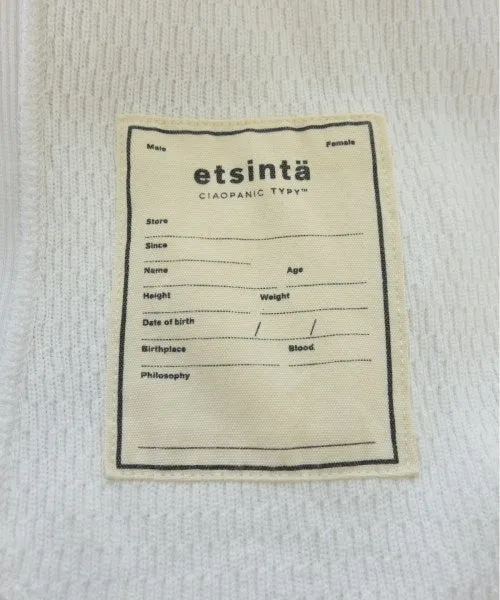 Male Female
etsintä
CIAOPANIC TYPY™
Store
Since
Name Age
Height Weight
Date of birth / /
Birthplace Blood.
Philosophy